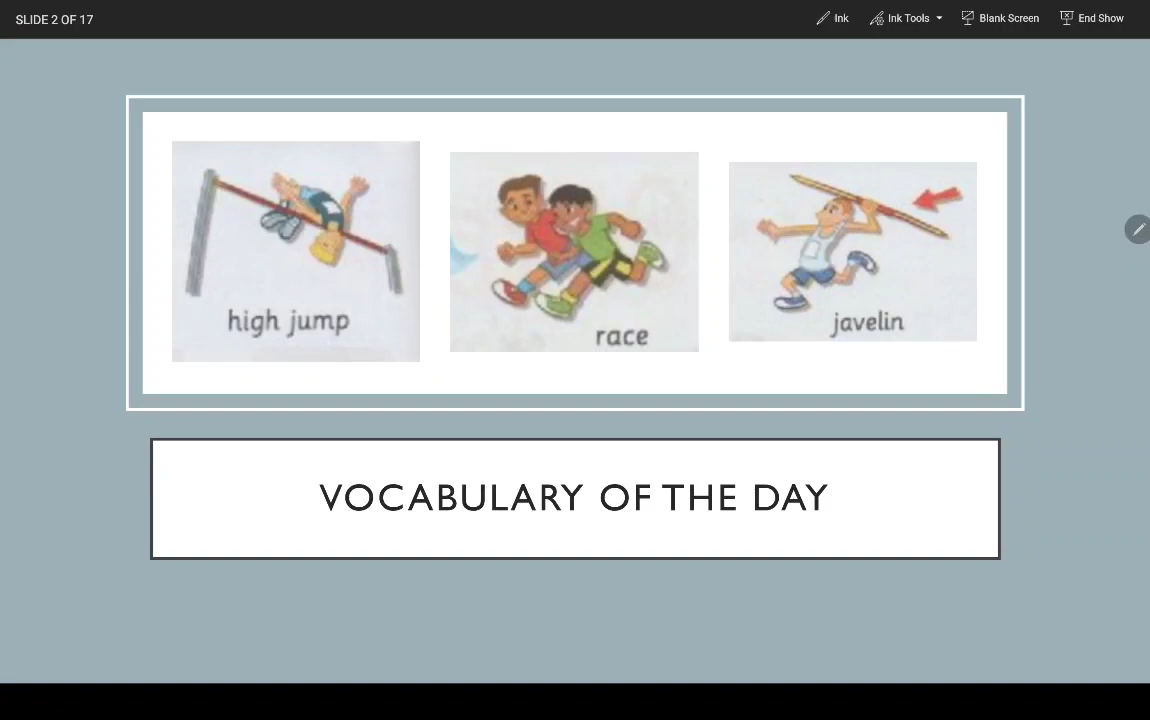 SLIDE 2 OF 17
Ink
Ink Tools
Blank Screen
End Show
high jump
race
javelin
VOCABULARY OF THE DAY